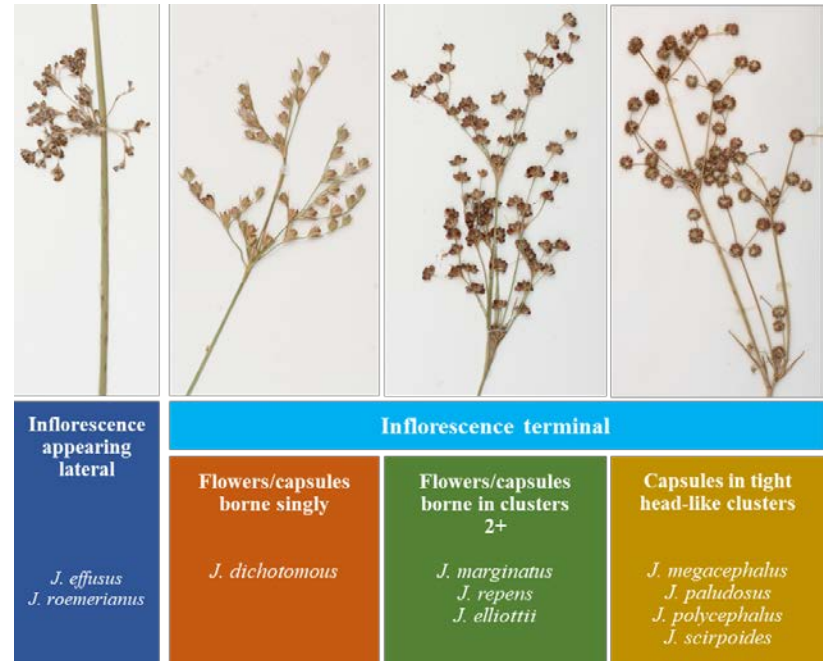 Inflorescence
appearing
lateral
J. effusus
J. roemerianus
Inflorescence terminal
Flowers/capsules
borne singly
J. dichotomous
Flowers/capsules
borne in clusters
2+
J. marginatus
J. repens
J. elliottii
Capsules in tight
head-like clusters
J. megacephalus
J. paludosus
J. polycephalus
J. scirpoides